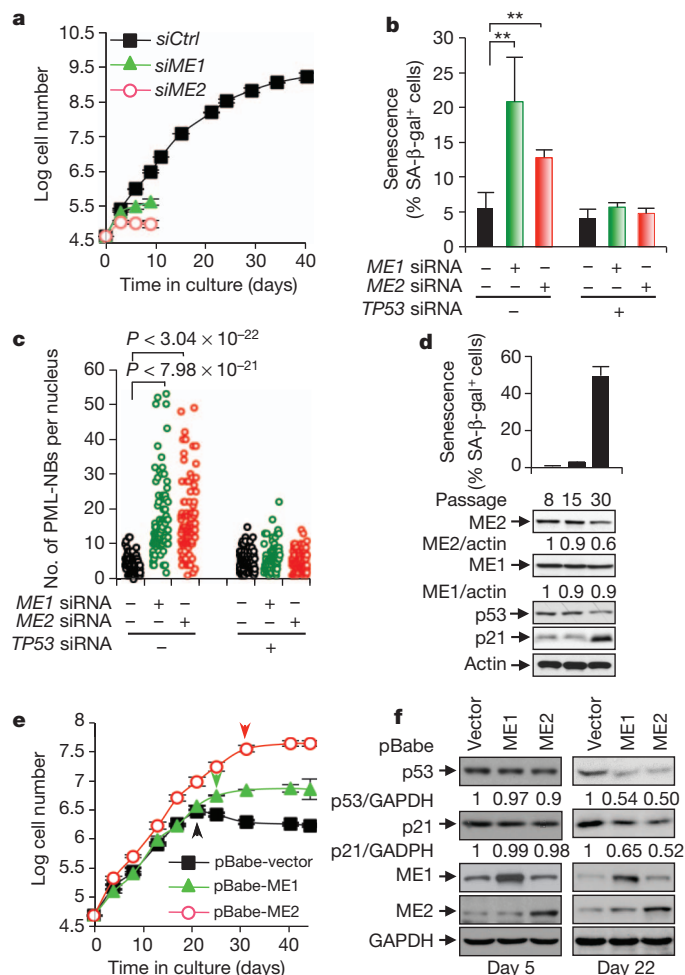 a
10.5
9.5
8.5
7.5
6.5
5.5
4.5
Log cell number
siCtrl
siME1
siME2
0 10 20 30 40
Time in culture (days)
b
** 
**
30
25
20
15
10
5
0
Senescence
(% SA-β-gal⁺ cells)
ME1 siRNA – + – – + –
ME2 siRNA – – + – – +
TP53 siRNA – +
c
P < 3.04 × 10⁻²²
P < 7.98 × 10⁻²¹
60
50
40
30
20
10
0
No. of PML-NBs per nucleus
ME1 siRNA – + – – + –
ME2 siRNA – – + – – +
TP53 siRNA – +
d
60
40
20
0
Senescence
(% SA-β-gal⁺ cells)
Passage 8 15 30
ME2
ME2/actin 1 0.9 0.6
ME1
ME1/actin 1 0.9 0.9
p53
p21
Actin
e
8
7.5
7
6.5
6
5.5
5
4.5
Log cell number
pBabe-vector
pBabe-ME1
pBabe-ME2
0 10 20 30 40
Time in culture (days)
f
pBabe Vector ME1 ME2 Vector ME1 ME2
p53
p53/GAPDH 1 0.97 0.9 1 0.54 0.50
p21
p21/GADPH 1 0.99 0.98 1 0.65 0.52
ME1
ME2
GAPDH
Day 5 Day 22